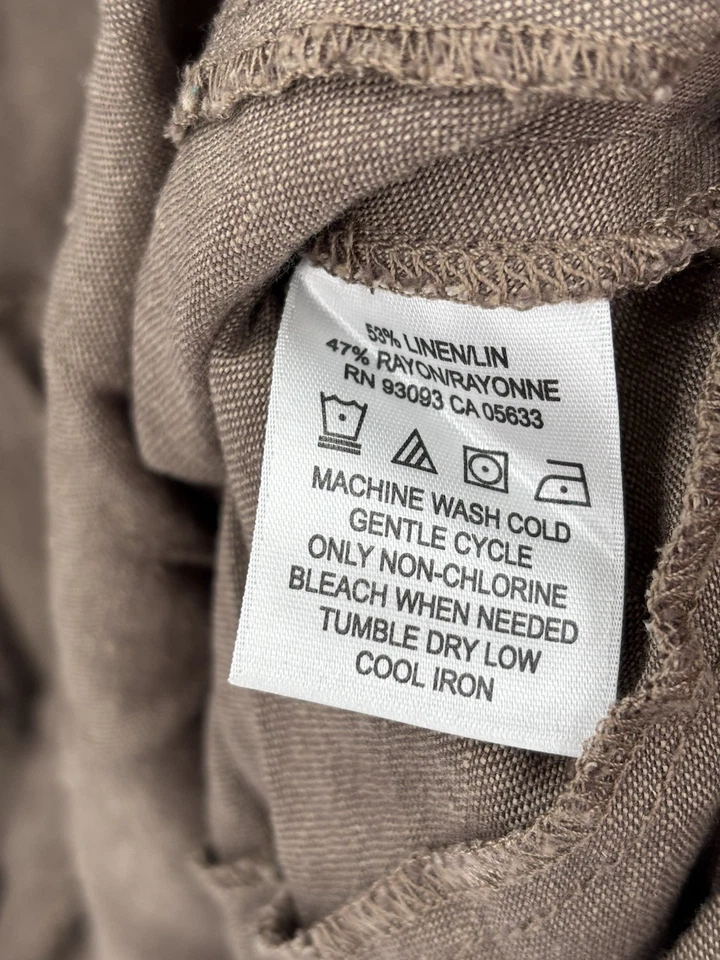 53% LINEN/LIN
47% RAYON/RAYONNE
RN 93093 CA 05633
MACHINE WASH COLD
GENTLE CYCLE
ONLY NON-CHLORINE
BLEACH WHEN NEEDED
TUMBLE DRY LOW
COOL IRON